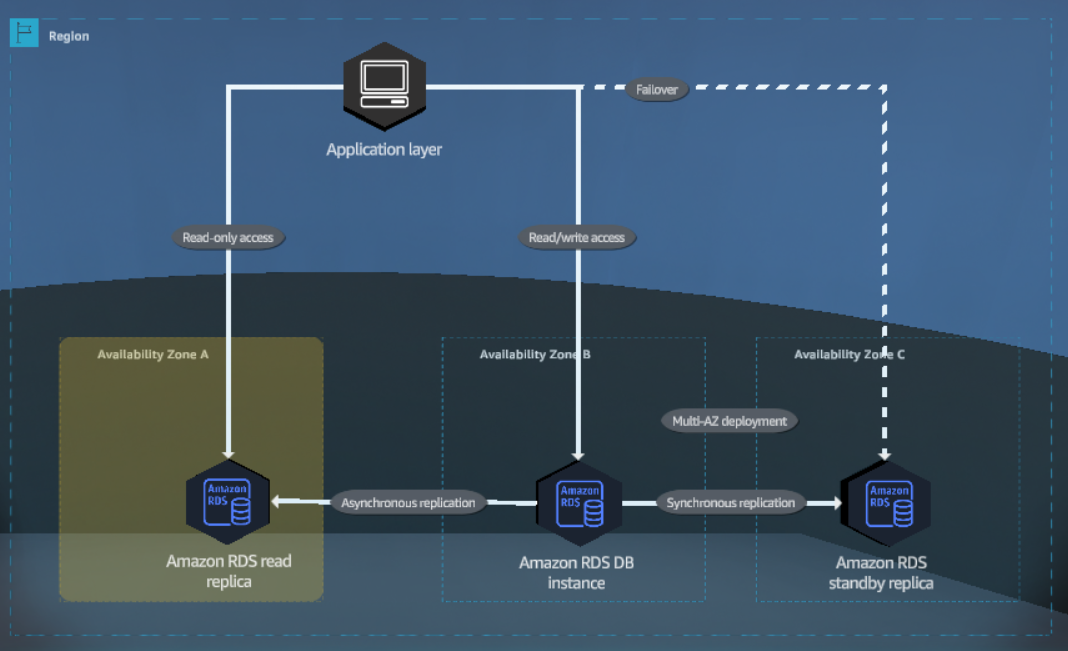 Region
Failover
Application layer
Read-only access
Read/write access
Availability Zone A
Availability Zone B
Availability Zone C
Multi-AZ deployment
Amazon
RDS
Asynchronous replication
Amazon
RDS
Synchronous replication
Amazon
RDS
Amazon RDS read
replica
Amazon RDS DB
instance
Amazon RDS
standby replica